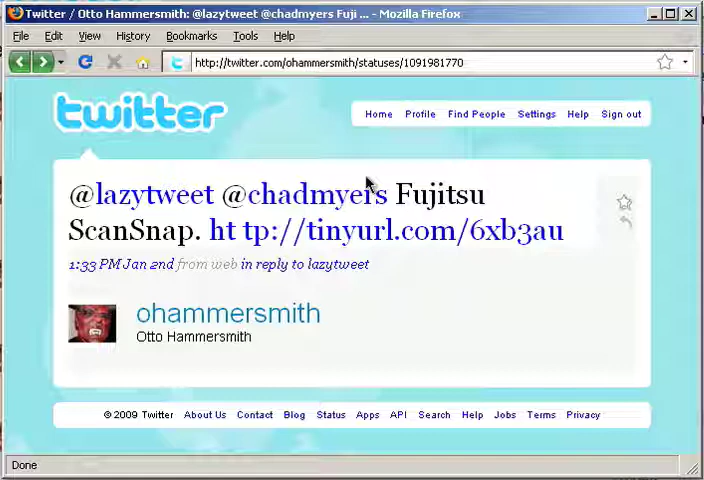 Twitter / Otto Hammersmith: @lazytweet @chadmyers Fuji ... - Mozilla Firefox
File Edit View History Bookmarks Tools Help
http://twitter.com/ohammersmith/statuses/1091981770
twitter
Home Profile Find People Settings Help Sign out
@lazytweet @chadmyers Fujitsu
ScanSnap. ht tp://tinyurl.com/6xb3au
1:33 PM Jan 2nd from web in reply to lazytweet
ohammersmith
Otto Hammersmith
© 2009 Twitter About Us Contact Blog Status Apps API Search Help Jobs Terms Privacy
Done